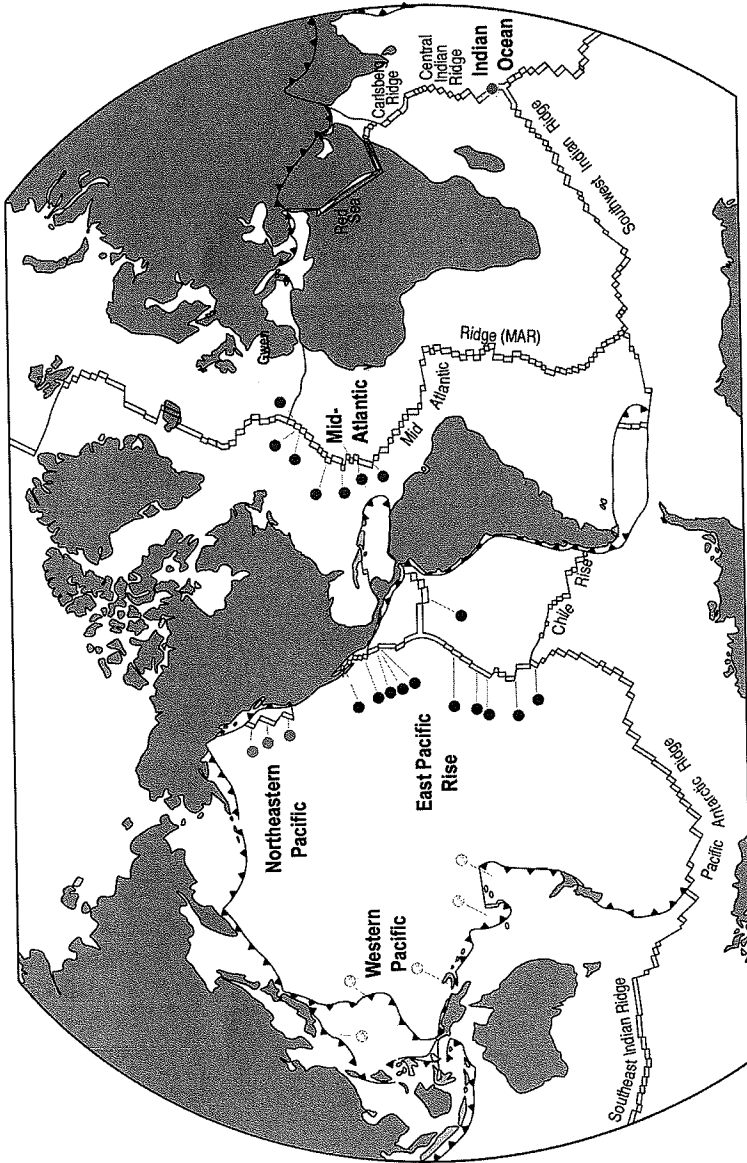 Western
Pacific
Northeastern
Pacific
East Pacific
Rise
Mid-
Atlantic
Indian
Ocean
Southeast Indian Ridge
Pacific Antarctic Ridge
Chile Rise
Mid Atlantic Ridge (MAR)
Gwen
Red
Sea
Carlsberg
Ridge
Central
Indian
Ridge
Southwest Indian Ridge